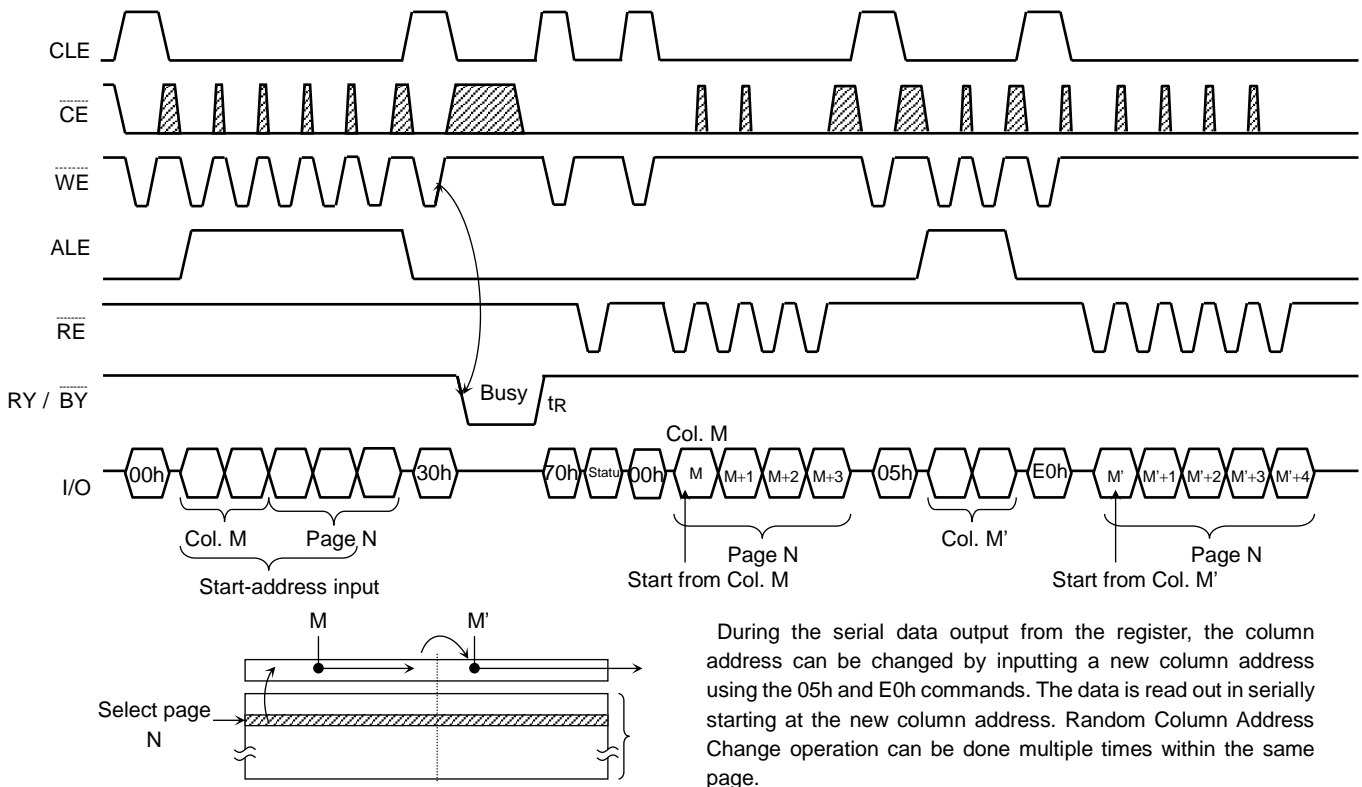 CLE
CE
WE
ALE
RE
RY / BY
Busy
tR
Col. M
I/O
00h
30h
70h
Statu
00h
M
M+1
M+2
M+3
05h
E0h
M'
M'+1
M'+2
M'+3
M'+4
Col. M
Page N
Page N
Col. M'
Page N
Start-address input
Start from Col. M
Start from Col. M'
M
M'
Select page
N
During the serial data output from the register, the column
address can be changed by inputting a new column address
using the 05h and E0h commands. The data is read out in serially
starting at the new column address. Random Column Address
Change operation can be done multiple times within the same
page.